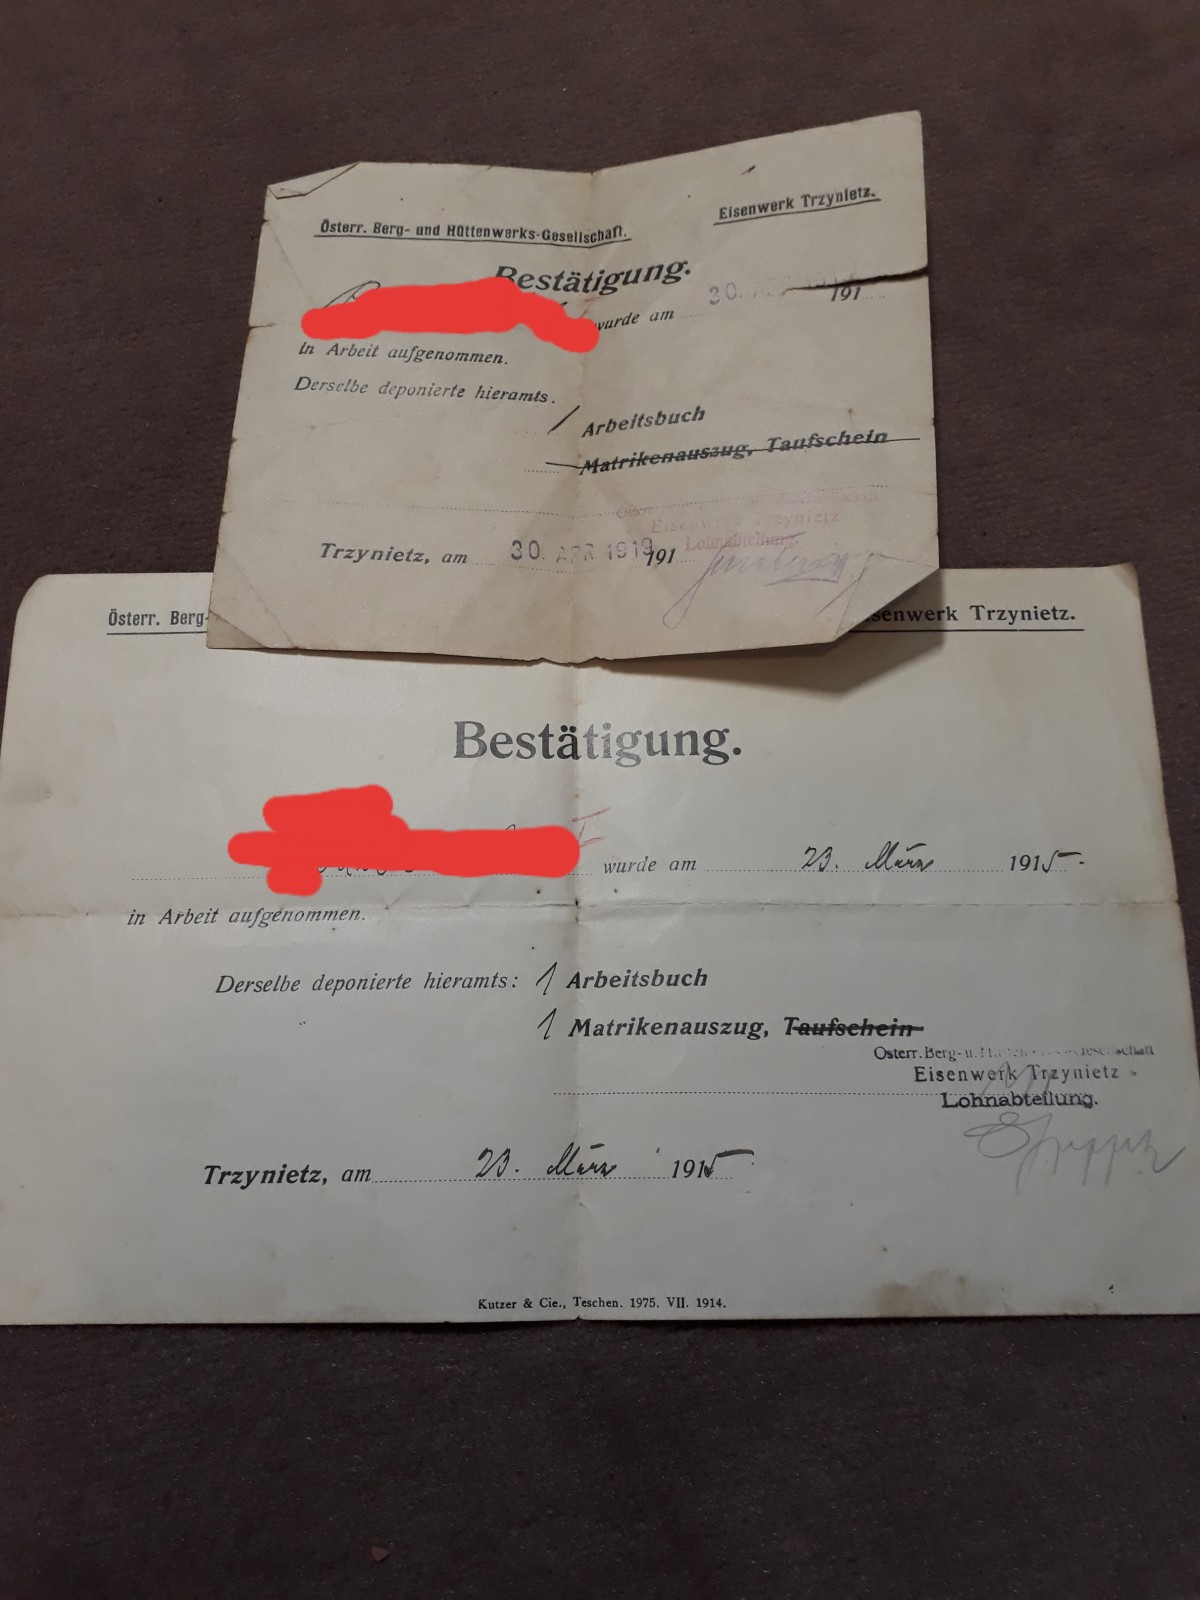 Österr. Berg- und Hüttenwerks-Gesellschaft.
Eisenwerk Trzynietz.
Bestätigung.
wurde am 30. 191
in Arbeit aufgenommen.
Derselbe deponierte hieramts.
/ Arbeitsbuch
Matrikenauszug, Taufschein
Eisenwerk Trzynietz
Lohnabteilung.
Trzynietz, am 30. APR 1919 191
Österr. Berg-
Eisenwerk Trzynietz.
Bestätigung.
I
wurde am 23. März 1915
in Arbeit aufgenommen.
Derselbe deponierte hieramts: 1 Arbeitsbuch
1 Matrikenauszug, Taufschein
Österr. Berg-u.
Eisenwerk Trzynietz
Lohnabteilung.
Trzynietz, am 23. März 1915
Kutzer & Cie., Teschen. 1975. VII. 1914.